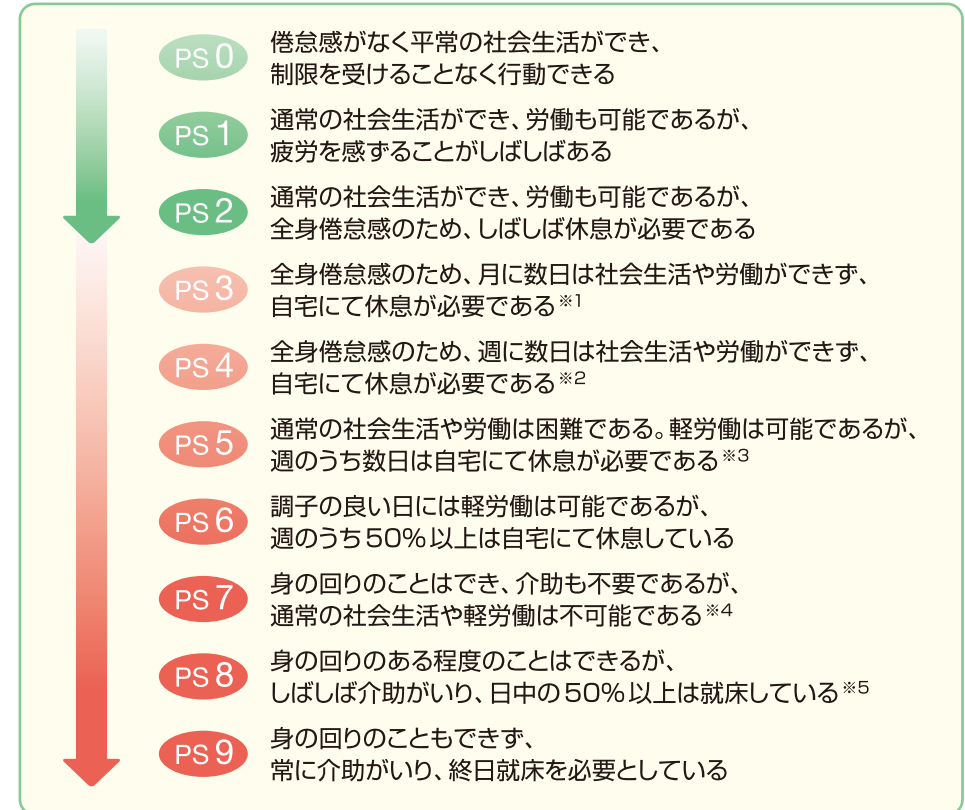 PS 0
倦怠感がなく平常の社会生活ができ、
制限を受けることなく行動できる
PS 1
通常の社会生活ができ、労働も可能であるが、
疲労を感ずることがしばしばある
PS 2
通常の社会生活ができ、労働も可能であるが、
全身倦怠感のため、しばしば休息が必要である
PS 3
全身倦怠感のため、月に数日は社会生活や労働ができず、
自宅にて休息が必要である※1
PS 4
全身倦怠感のため、週に数日は社会生活や労働ができず、
自宅にて休息が必要である※2
PS 5
通常の社会生活や労働は困難である。軽労働は可能であるが、
週のうち数日は自宅にて休息が必要である※3
PS 6
調子の良い日には軽労働は可能であるが、
週のうち50%以上は自宅にて休息している
PS 7
身の回りのことはでき、介助も不要であるが、
通常の社会生活や軽労働は不可能である※4
PS 8
身の回りのある程度のことはできるが、
しばしば介助がいり、日中の50%以上は就床している※5
PS 9
身の回りのこともできず、
常に介助がいり、終日就床を必要としている